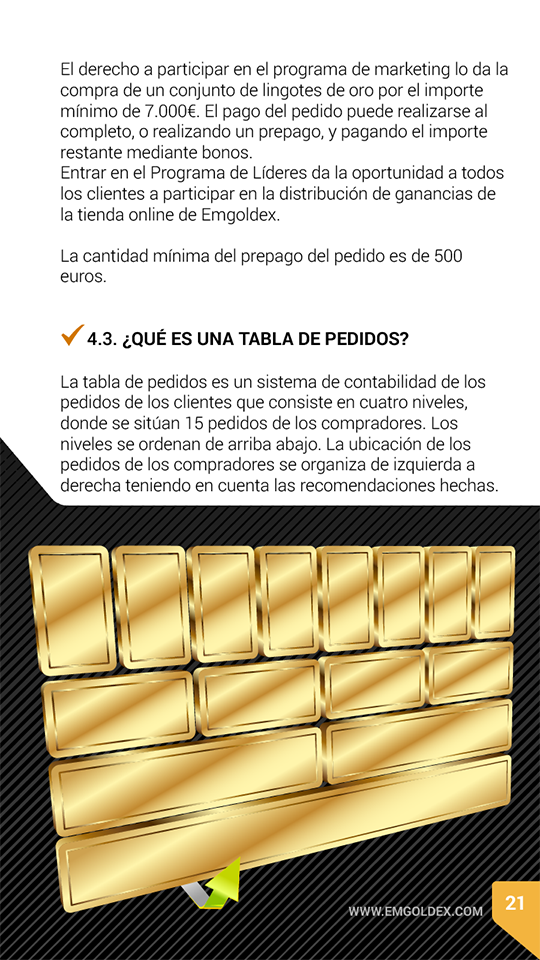 El derecho a participar en el programa de marketing lo da la
compra de un conjunto de lingotes de oro por el importe
mínimo de 7.000€. El pago del pedido puede realizarse al
completo, o realizando un prepago, y pagando el importe
restante mediante bonos.
Entrar en el Programa de Líderes da la oportunidad a todos
los clientes a participar en la distribución de ganancias de
la tienda online de Emgoldex.
La cantidad mínima del prepago del pedido es de 500
euros.
4.3. ¿QUÉ ES UNA TABLA DE PEDIDOS?
La tabla de pedidos es un sistema de contabilidad de los
pedidos de los clientes que consiste en cuatro niveles,
donde se sitúan 15 pedidos de los compradores. Los
niveles se ordenan de arriba abajo. La ubicación de los
pedidos de los compradores se organiza de izquierda a
derecha teniendo en cuenta las recomendaciones hechas.
WWW.EMGOLDEX.COM
21